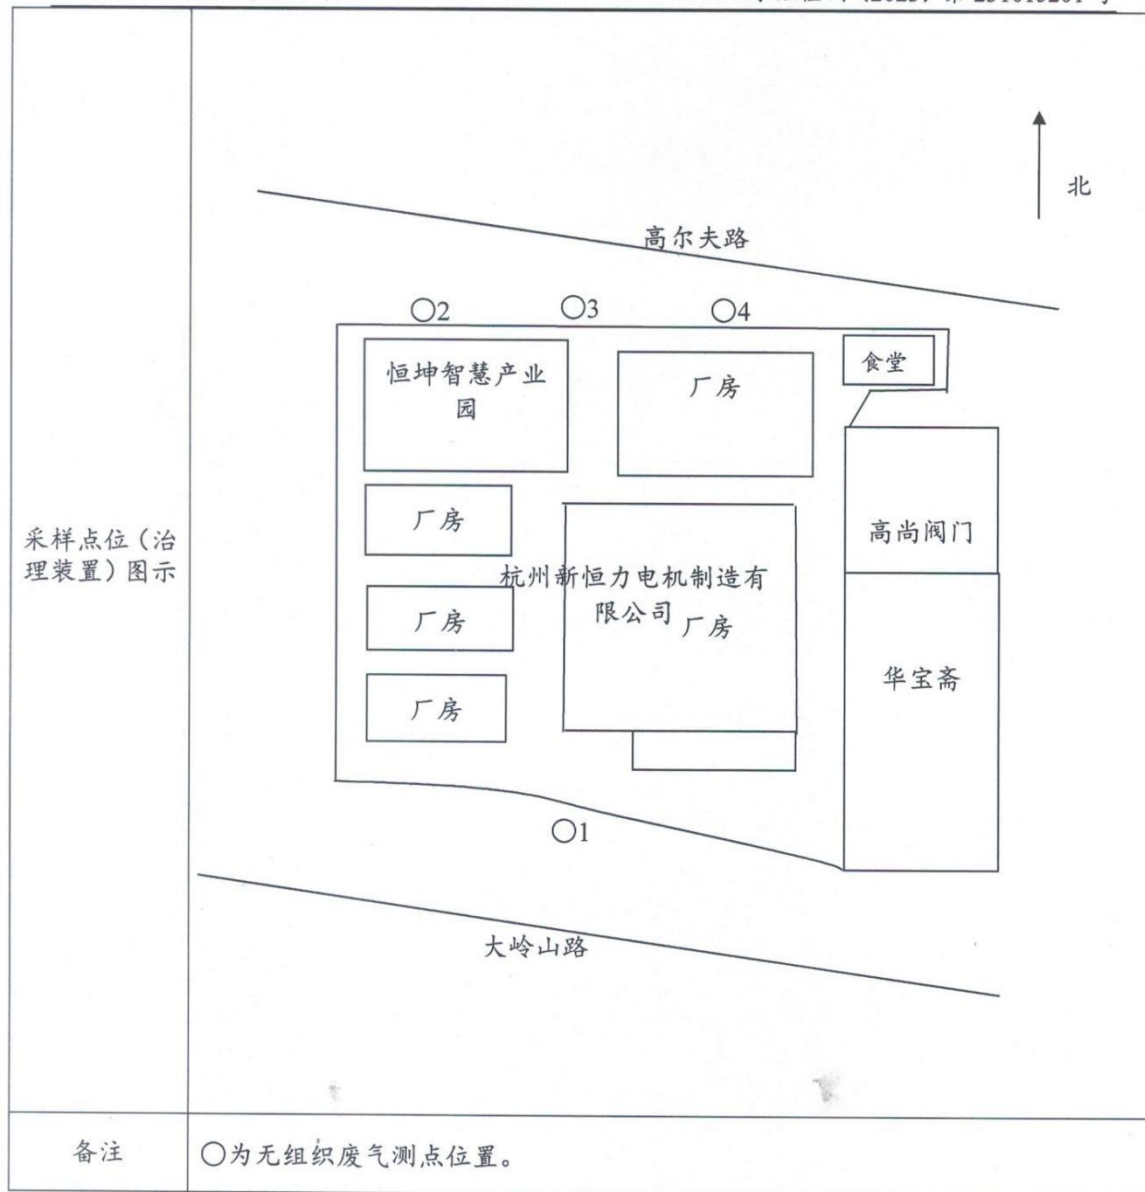 北
高尔夫路
○2
○3
○4
恒坤智慧产业
园
厂房
食堂
厂房
高尚阀门
采样点位(治
理装置)图示
杭州新恒力电机制造有
限公司
厂房
厂房
华宝斋
厂房
○1
大岭山路
备注
○为无组织废气测点位置。